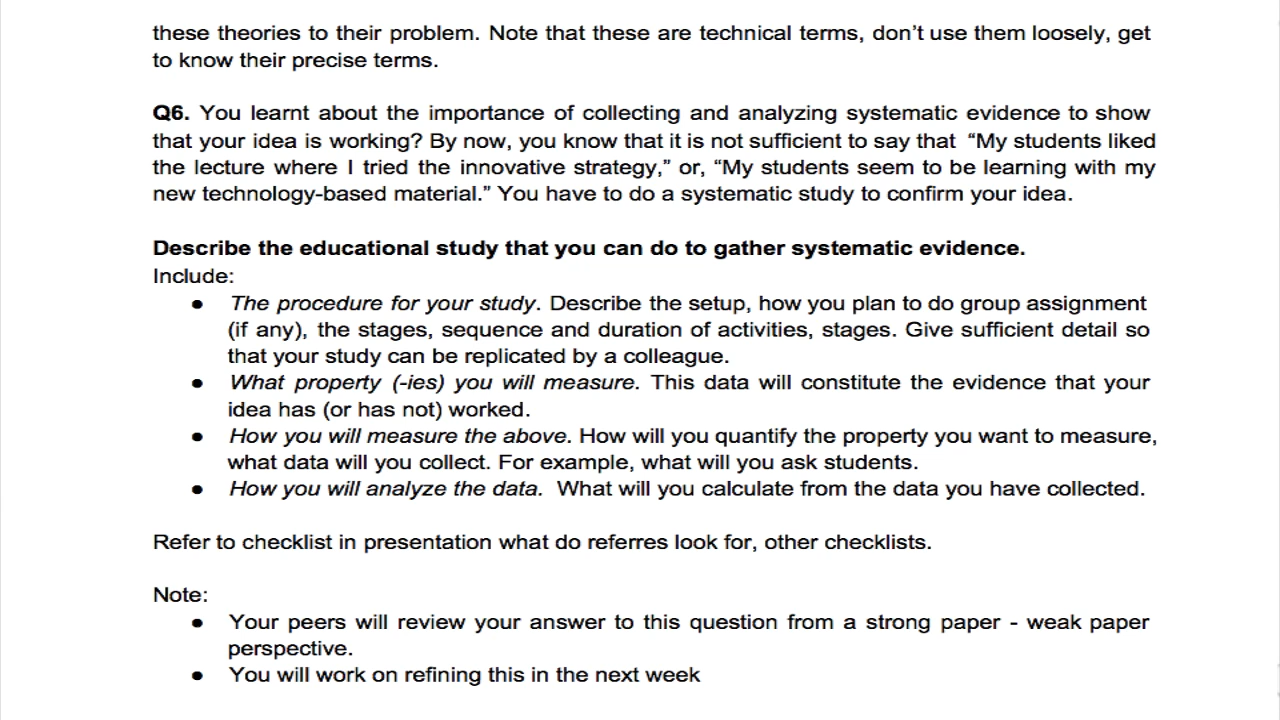 these theories to their problem. Note that these are technical terms, don’t use them loosely, get
to know their precise terms.
Q6. You learnt about the importance of collecting and analyzing systematic evidence to show
that your idea is working? By now, you know that it is not sufficient to say that “My students liked
the lecture where I tried the innovative strategy,” or, “My students seem to be learning with my
new technology-based material.” You have to do a systematic study to confirm your idea.
Describe the educational study that you can do to gather systematic evidence.
Include:
● The procedure for your study. Describe the setup, how you plan to do group assignment
(if any), the stages, sequence and duration of activities, stages. Give sufficient detail so
that your study can be replicated by a colleague.
● What property (-ies) you will measure. This data will constitute the evidence that your
idea has (or has not) worked.
● How you will measure the above. How will you quantify the property you want to measure,
what data will you collect. For example, what will you ask students.
● How you will analyze the data. What will you calculate from the data you have collected.
Refer to checklist in presentation what do referres look for, other checklists.
Note:
● Your peers will review your answer to this question from a strong paper - weak paper
perspective.
● You will work on refining this in the next week